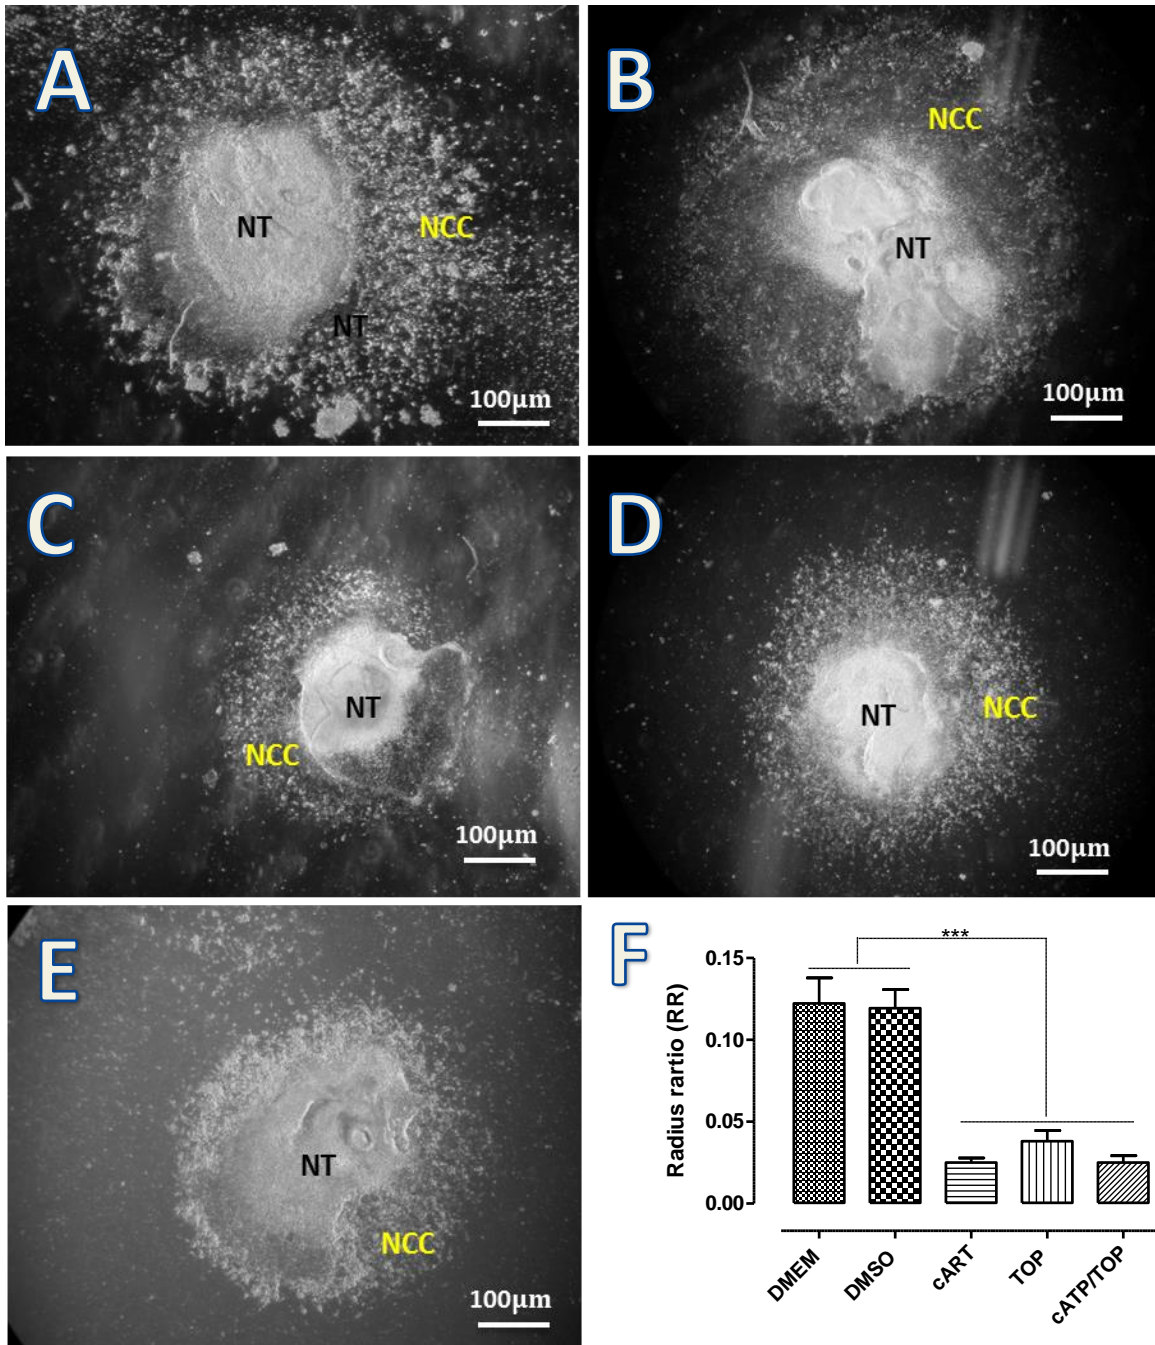 A
NT
NCC
NT
100µm
B
NCC
NT
100µm
C
NT
NCC
100µm
D
NT
NCC
100µm
E
NT
NCC
100µm
F
***
Radius rartio (RR)
0.15
0.10
0.05
0.00
DMEM
DMSO
cART
TOP
cATP/TOP